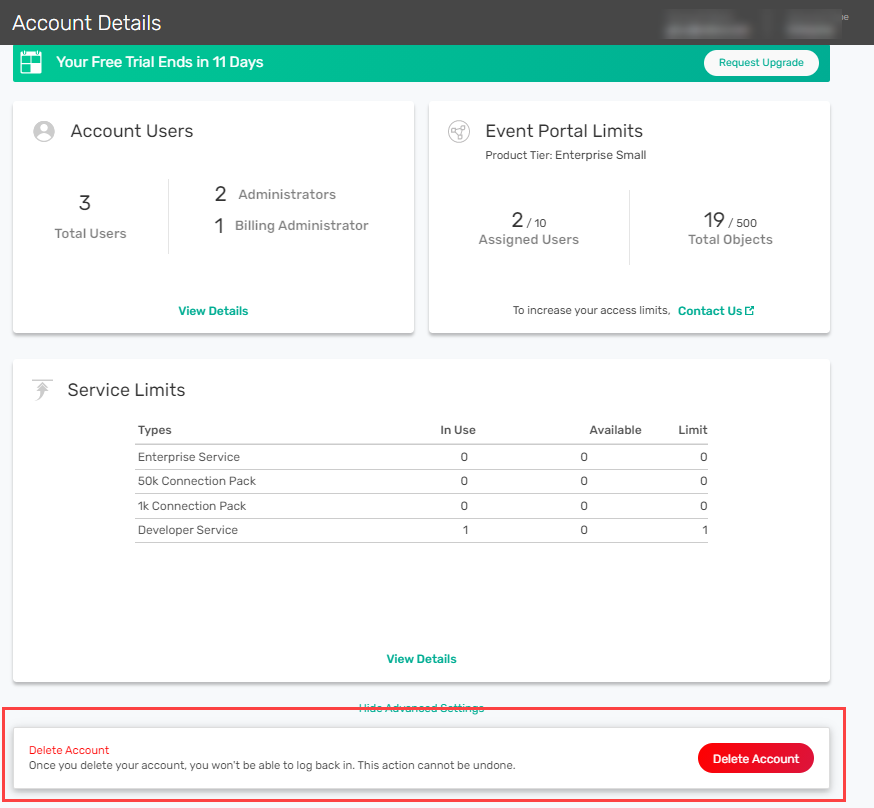 Account Details
Your Free Trial Ends in 11 Days
Request Upgrade
Account Users
3
Total Users
2 Administrators
1 Billing Administrator
View Details
Event Portal Limits
Product Tier: Enterprise Small
2 / 10
Assigned Users
19 / 500
Total Objects
To increase your access limits, Contact Us
Service Limits
Types In Use Available Limit
Enterprise Service 0 0 0
50k Connection Pack 0 0 0
1k Connection Pack 0 0 0
Developer Service 1 0 1
View Details
Hide Advanced Settings
Delete Account
Once you delete your account, you won't be able to log back in. This action cannot be undone.
Delete Account